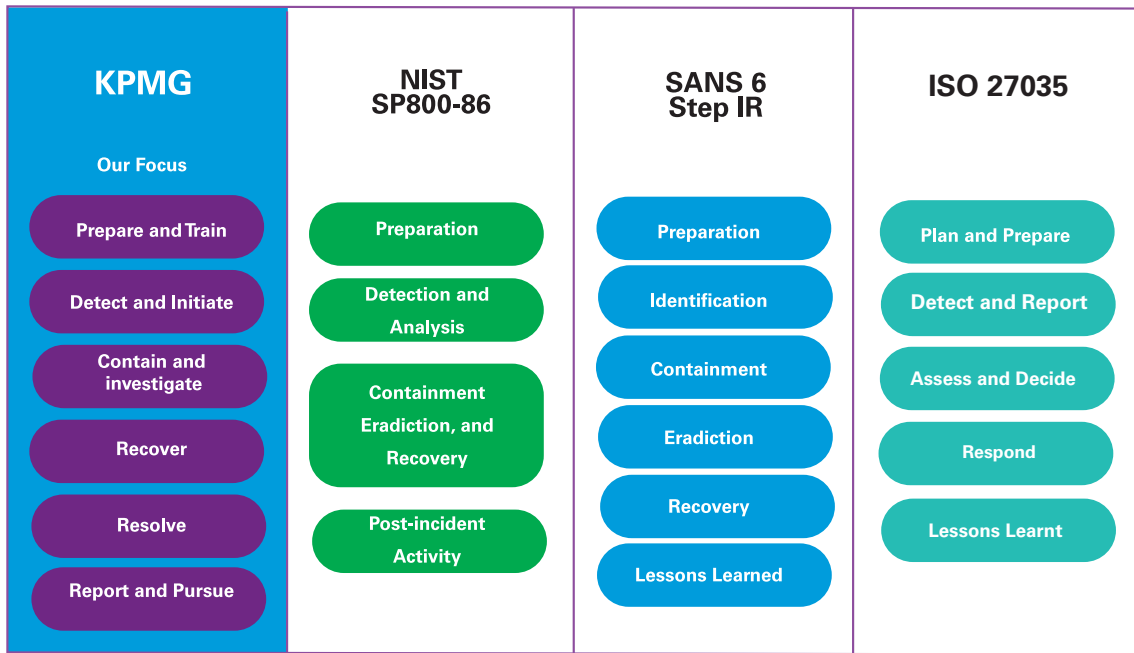 KPMG
Our Focus
Prepare and Train
Detect and Initiate
Contain and
investigate
Recover
Resolve
Report and Pursue
NIST
SP800-86
Preparation
Detection and
Analysis
Containment
Eradiction, and
Recovery
Post-incident
Activity
SANS 6
Step IR
Preparation
Identification
Containment
Eradiction
Recovery
Lessons Learned
ISO 27035
Plan and Prepare
Detect and Report
Assess and Decide
Respond
Lessons Learnt